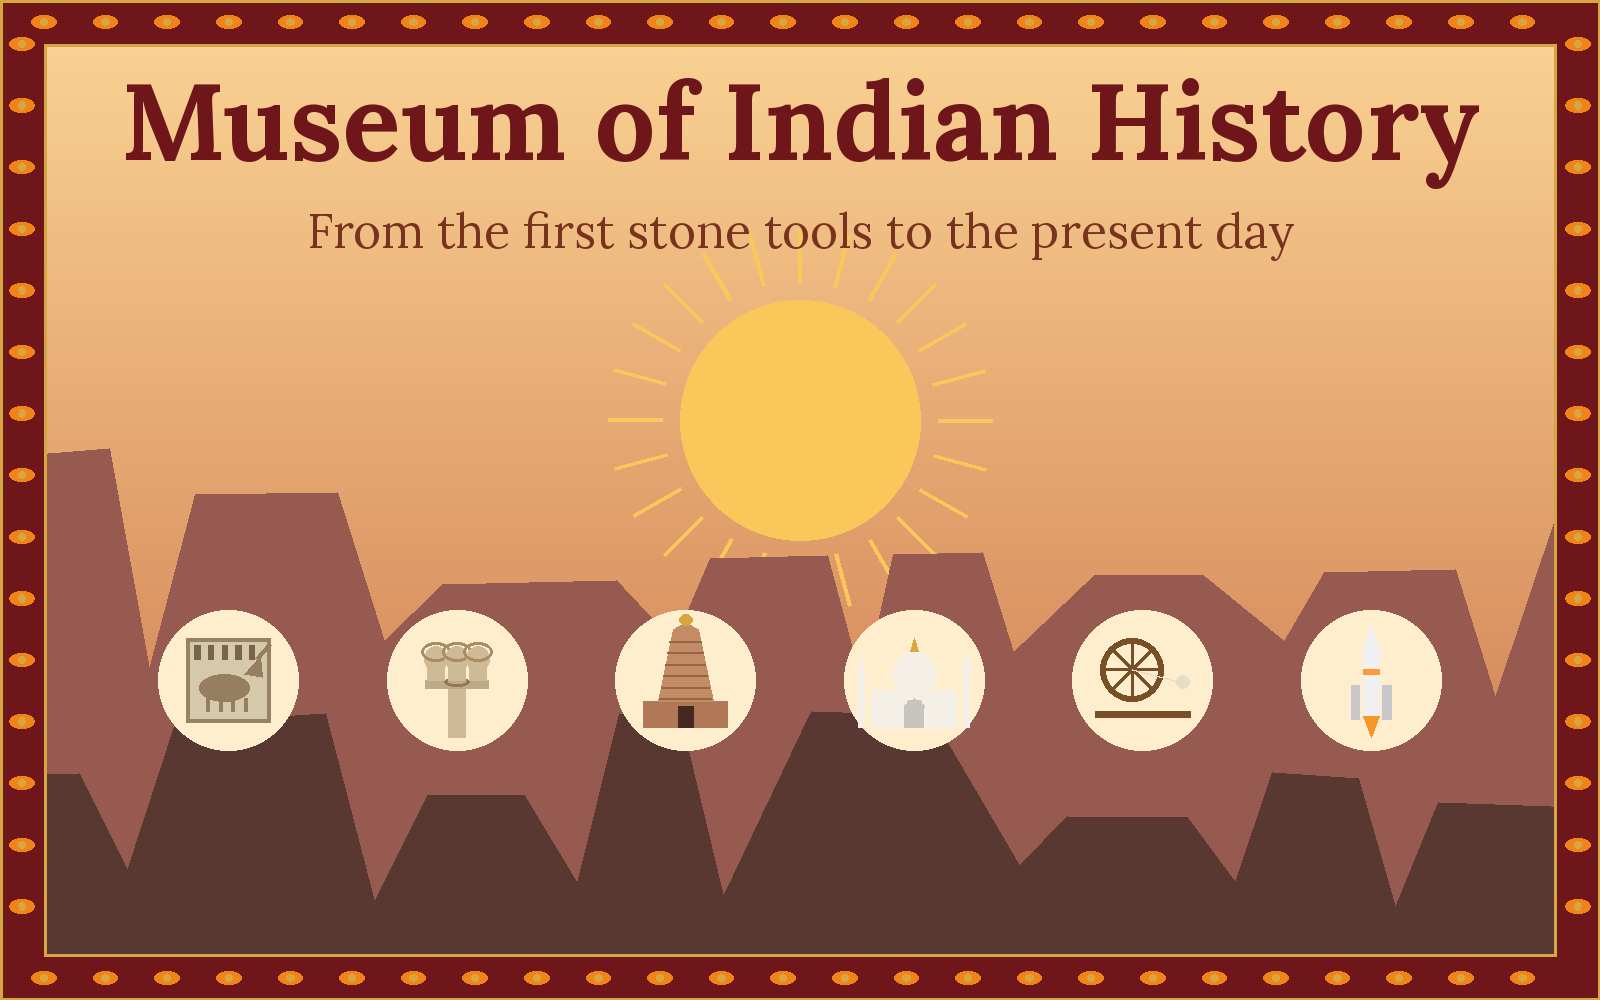 Museum of Indian History
From the first stone tools to the present day